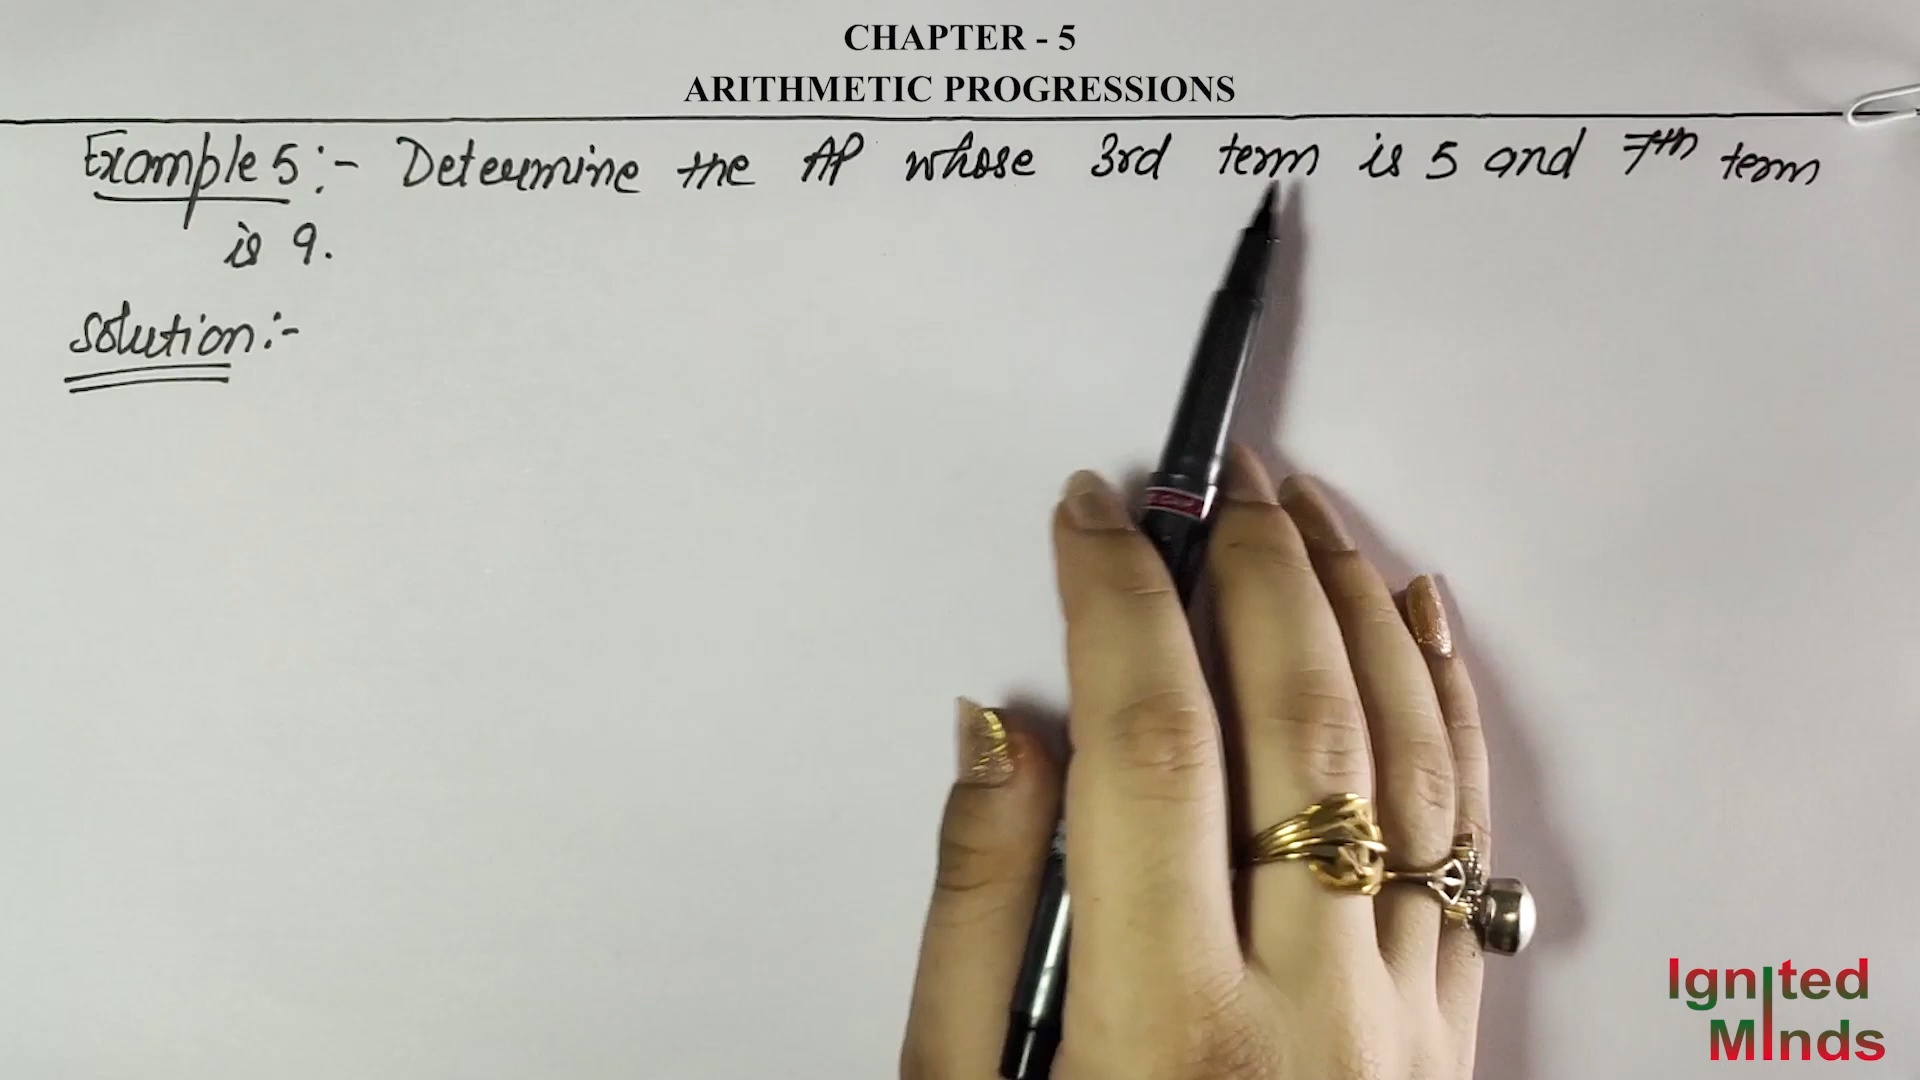 CHAPTER - 5
ARITHMETIC PROGRESSIONS
Example 5:- Determine the AP whose 3rd term is 5 and 7th term
is 9.
Solution:-
Ignited
Minds